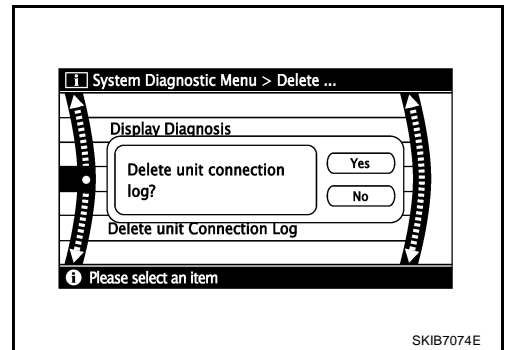 i System Diagnostic Menu > Delete ...
Display Diagnosis
Delete unit connection
log?
Yes
No
Delete unit Connection Log
i Please select an item
SKIB7074E